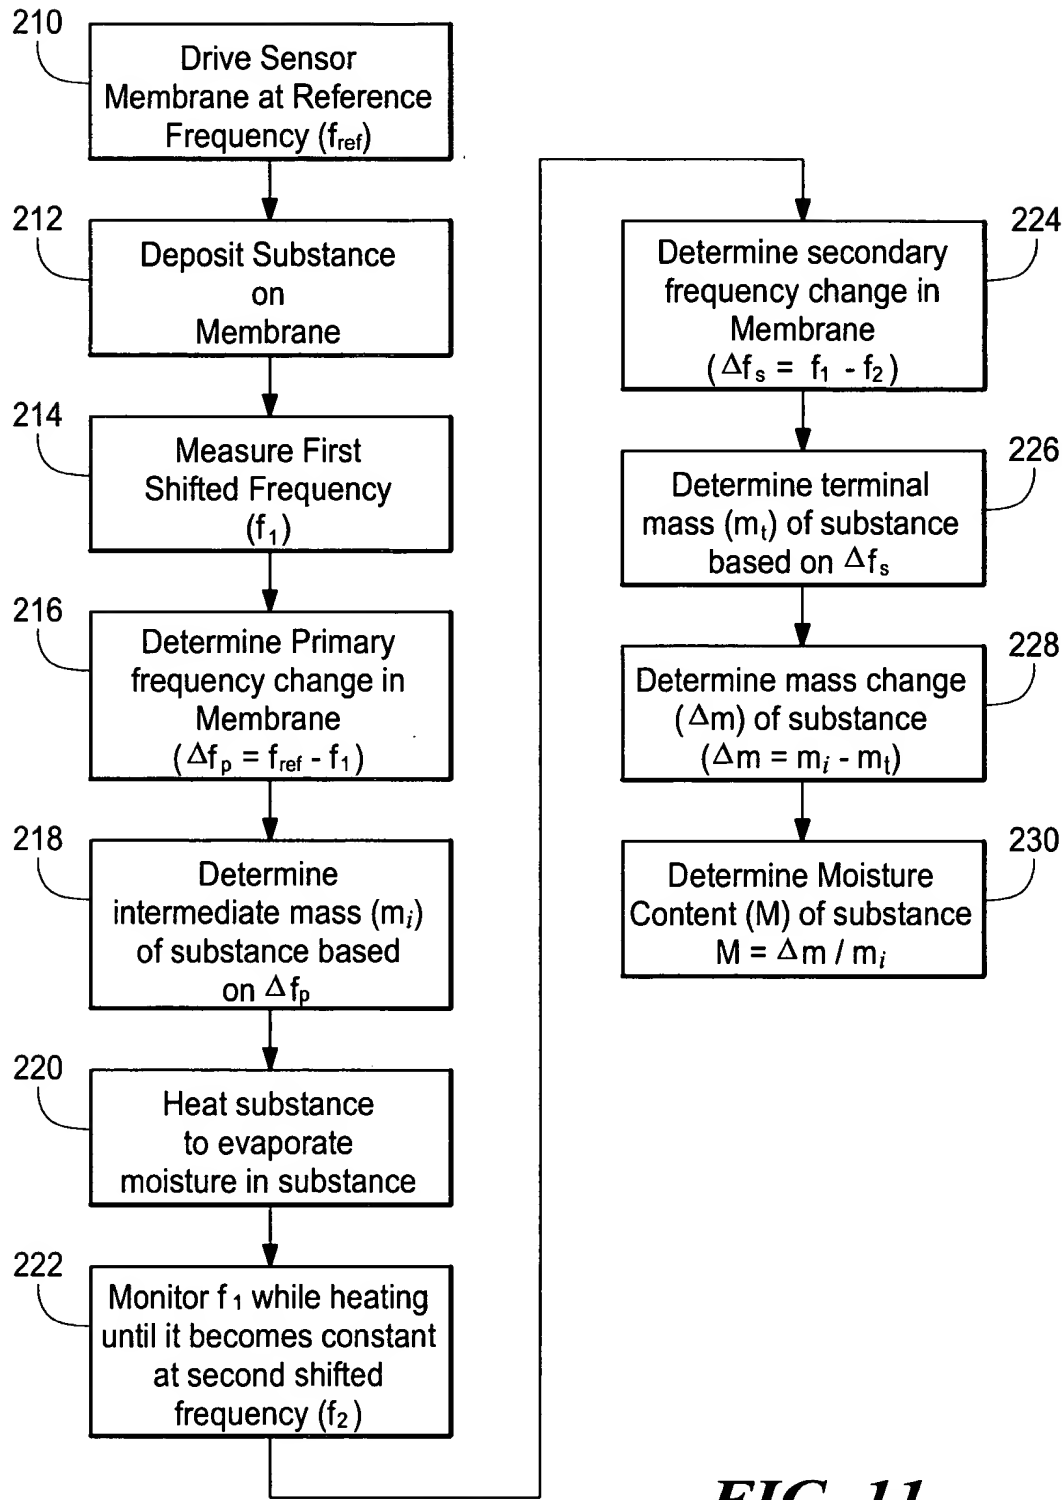 210
Drive Sensor
Membrane at Reference
Frequency (fref)
212
Deposit Substance
on
Membrane
214
Measure First
Shifted Frequency
(f1)
216
Determine Primary
frequency change in
Membrane
(Δfp = fref - f1)
218
Determine
intermediate mass (mi)
of substance based
on Δfp
220
Heat substance
to evaporate
moisture in substance
222
Monitor f1 while heating
until it becomes constant
at second shifted
frequency (f2)
224
Determine secondary
frequency change in
Membrane
(Δfs = f1 - f2)
226
Determine terminal
mass (mt) of substance
based on Δfs
228
Determine mass change
(Δm) of substance
(Δm = mi - mt)
230
Determine Moisture
Content (M) of substance
M = Δm / mi
FIG. 11